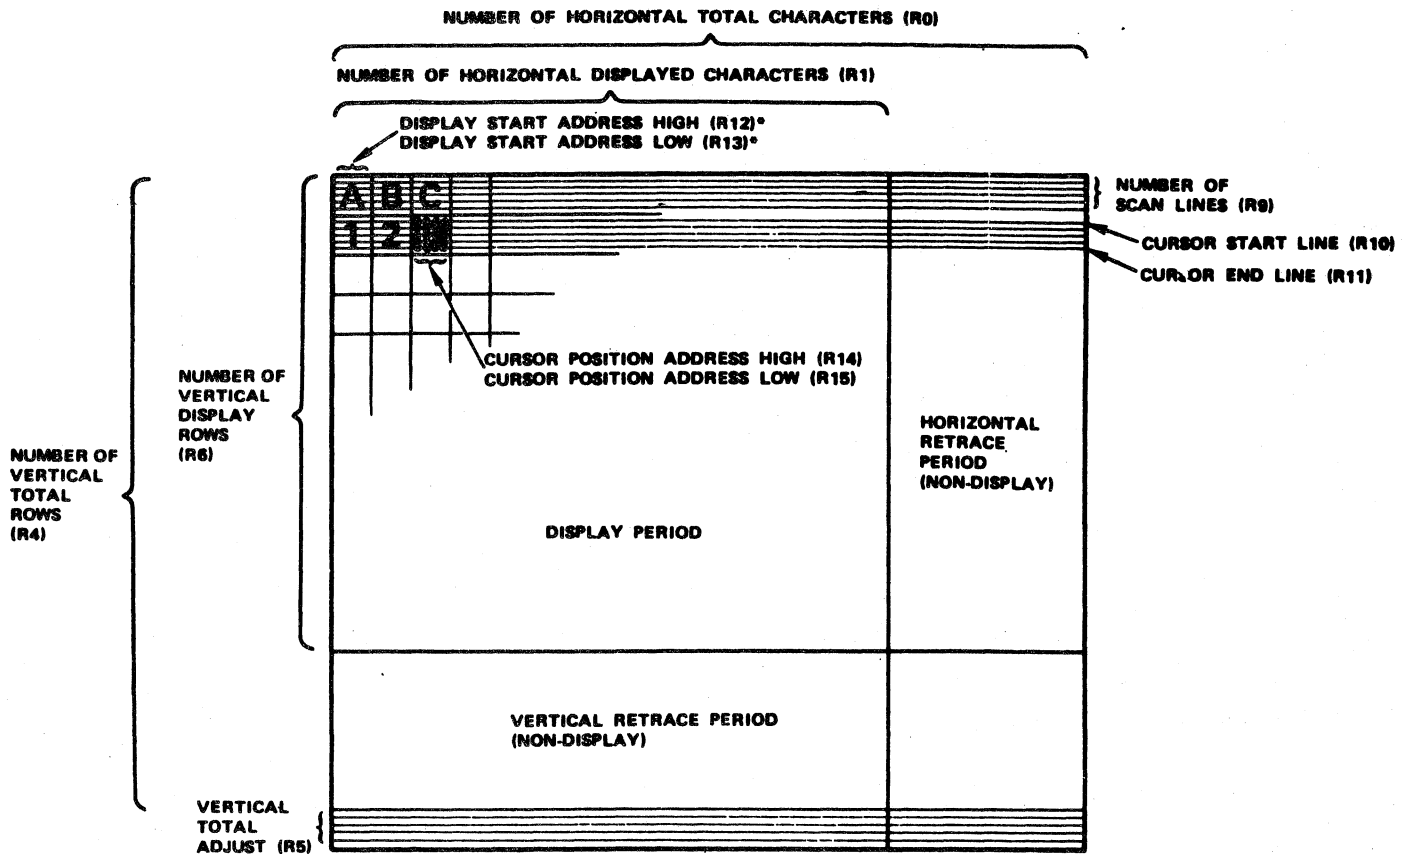 NUMBER OF HORIZONTAL TOTAL CHARACTERS (R0)
NUMBER OF HORIZONTAL DISPLAYED CHARACTERS (R1)
DISPLAY START ADDRESS HIGH (R12)*
DISPLAY START ADDRESS LOW (R13)*
A B C
1 2
NUMBER OF
SCAN LINES (R9)
CURSOR START LINE (R10)
CURSOR END LINE (R11)
CURSOR POSITION ADDRESS HIGH (R14)
CURSOR POSITION ADDRESS LOW (R15)
NUMBER OF
VERTICAL
DISPLAY
ROWS
(R6)
NUMBER OF
VERTICAL
TOTAL
ROWS
(R4)
HORIZONTAL
RETRACE
PERIOD
(NON-DISPLAY)
DISPLAY PERIOD
VERTICAL RETRACE PERIOD
(NON-DISPLAY)
VERTICAL
TOTAL
ADJUST (R5)